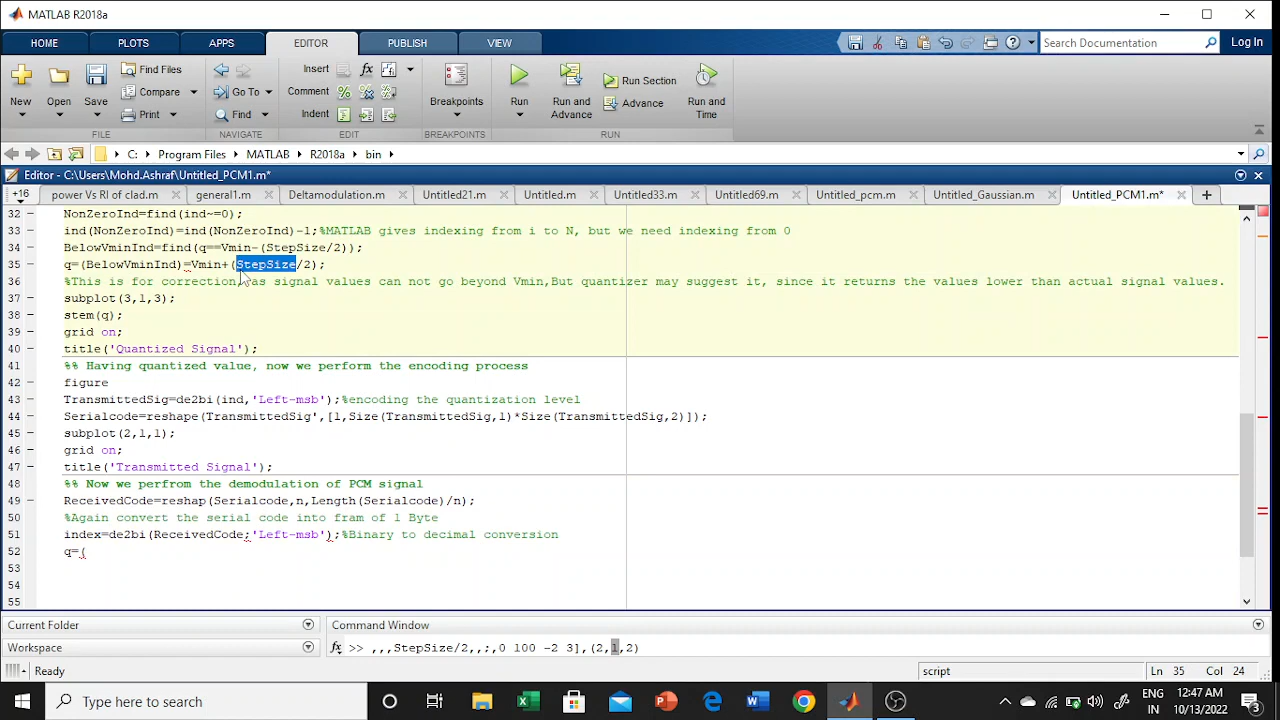 MATLAB R2018a
HOME PLOTS APPS EDITOR PUBLISH VIEW Search Documentation Log In
New Open Save Find Files Compare Print Go To Find Insert Comment Indent Breakpoints Run Run and Advance Run Section Advance Run and Time
FILE NAVIGATE EDIT BREAKPOINTS RUN
C: Program Files MATLAB R2018a bin
Editor - C:\Users\Mohd.Ashraf\Untitled_PCM1.m*
+16 power Vs RI of clad.m general1.m Deltamodulation.m Untitled21.m Untitled.m Untitled33.m Untitled69.m Untitled_pcm.m Untitled_Gaussian.m Untitled_PCM1.m*
32 NonZeroInd=find(ind~=0);
33 ind(NonZeroInd)=ind(NonZeroInd)-1;%MATLAB gives indexing from i to N, but we need indexing from 0
34 BelowVminInd=find(q==Vmin-(StepSize/2));
35 q=(BelowVminInd)=Vmin+(StepSize/2);
36 %This is for correction, as signal values can not go beyond Vmin,But quantizer may suggest it, since it returns the values lower than actual signal values.
37 subplot(3,1,3);
38 stem(q);
39 grid on;
40 title('Quantized Signal');
41 %% Having quantized value, now we perform the encoding process
42 figure
43 TransmittedSig=de2bi(ind,'Left-msb');%encoding the quantization level
44 Serialcode=reshape(TransmittedSig',[1,Size(TransmittedSig,1)*Size(TransmittedSig,2)]);
45 subplot(2,1,1);
46 grid on;
47 title('Transmitted Signal');
48 %% Now we perfrom the demodulation of PCM signal
49 ReceivedCode=reshap(Serialcode,n,Length(Serialcode)/n);
50 %Again convert the serial code into fram of 1 Byte
51 index=de2bi(ReceivedCode;'Left-msb');%Binary to decimal conversion
52 q=(
53
54
55
Current Folder Command Window
Workspace fx >> ,,,StepSize/2,,;,0 100 -2 3],(2,1,2)
Ready script Ln 35 Col 24
Type here to search ENG IN 12:47 AM 10/13/2022 3